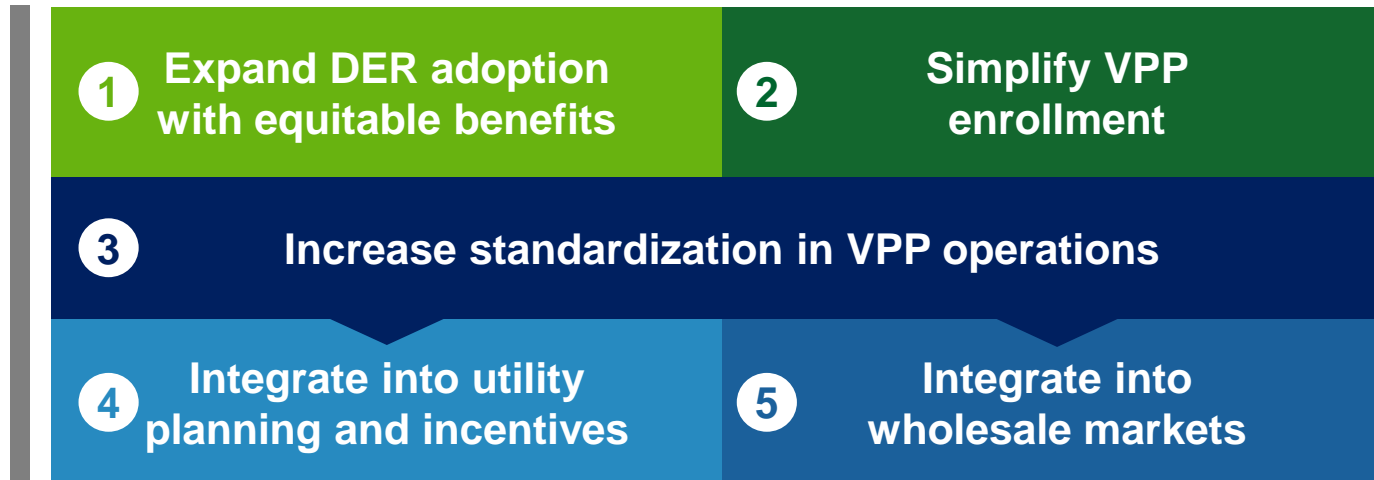 1
Expand DER adoption
with equitable benefits
2
Simplify VPP
enrollment
3
Increase standardization in VPP operations
4
Integrate into utility
planning and incentives
5
Integrate into
wholesale markets